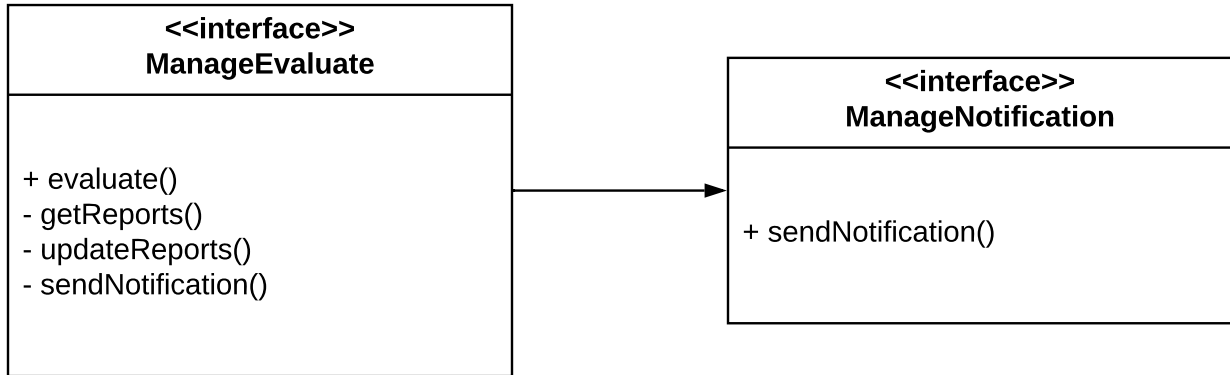 <<interface>>
ManageEvaluate
+ evaluate()
- getReports()
- updateReports()
- sendNotification()
<<interface>>
ManageNotification
+ sendNotification()